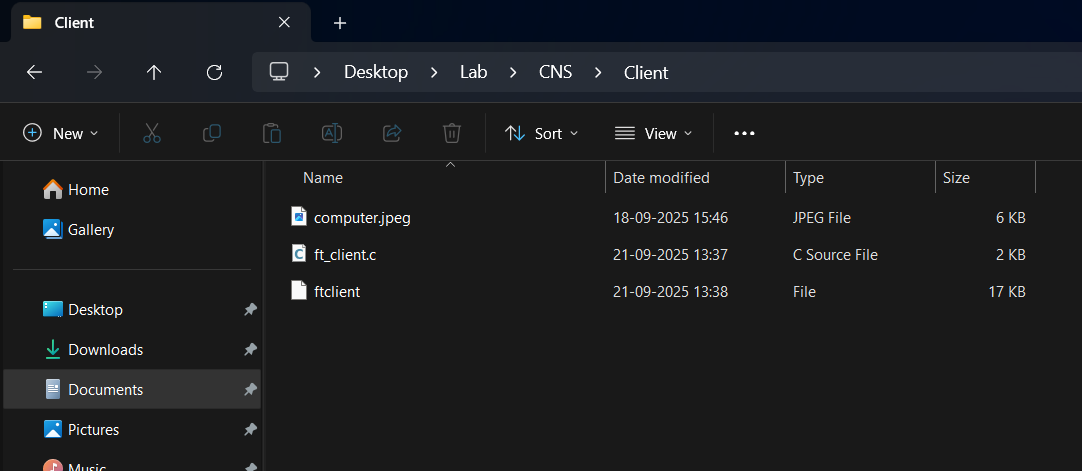 Client
Desktop > Lab > CNS > Client
New Sort View
Home
Gallery
Desktop
Downloads
Documents
Pictures
Music
Name Date modified Type Size
computer.jpeg 18-09-2025 15:46 JPEG File 6 KB
ft_client.c 21-09-2025 13:37 C Source File 2 KB
ftclient 21-09-2025 13:38 File 17 KB